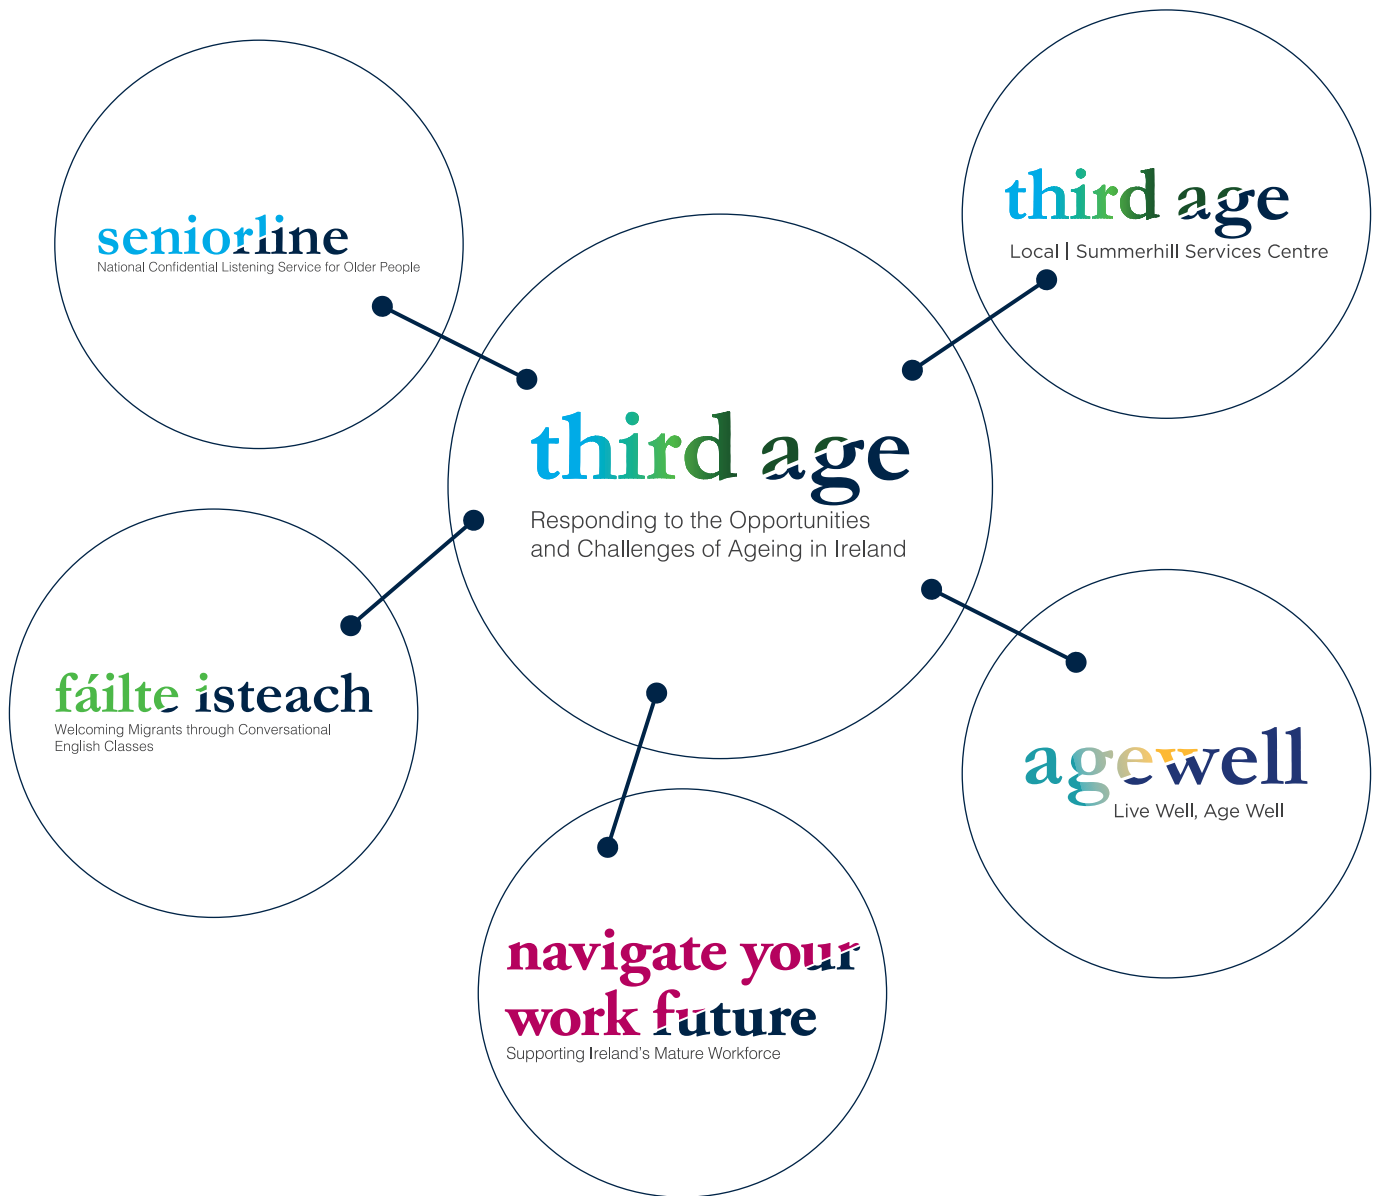 seniorline
National Confidential Listening Service for Older People
third age
Local | Summerhill Services Centre
third age
Responding to the Opportunities
and Challenges of Ageing in Ireland
fáilte isteach
Welcoming Migrants through Conversational
English Classes
agewell
Live Well, Age Well
navigate your
work future
Supporting Ireland's Mature Workforce